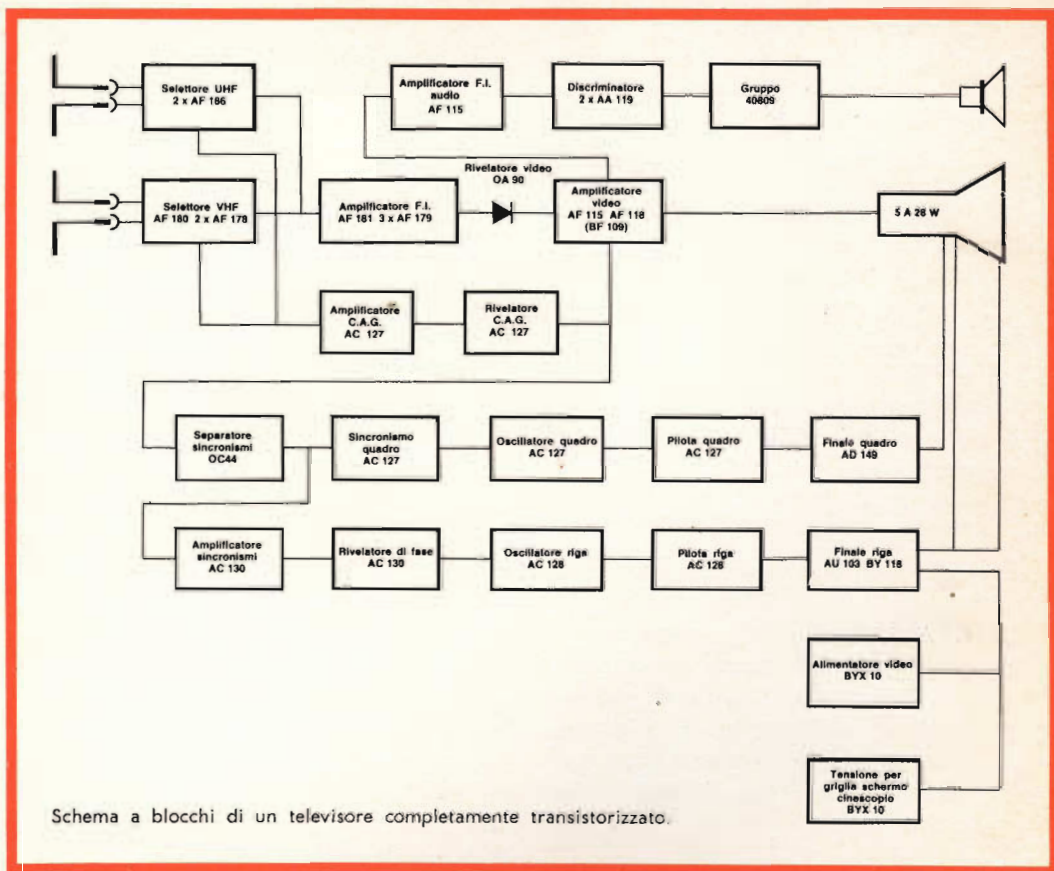 Selettore UHF
2 x AF 186
Amplificatore F.I.
audio
AF 115
Discriminatore
2 x AA 119
Gruppo
40809
Selettore VHF
AF 180 2 x AF 178
Amplificatore F.I.
AF 181 3 x AF 179
Rivelatore video
OA 90
Amplificatore
video
AF 115 AF 118
(BF 109)
5 A 28 W
Amplificatore
C.A.G.
AC 127
Rivelatore
C.A.G.
AC 127
Separatore
sincronismi
OC44
Sincronismo
quadro
AC 127
Oscillatore quadro
AC 127
Pilota quadro
AC 127
Finale quadro
AD 149
Amplificatore
sincronismi
AC 130
Rivelatore di fase
AC 130
Oscillatore riga
AC 128
Pilota riga
AC 128
Finale riga
AU 103 BY 118
Alimentatore video
BYX 10
Tensione per
griglia schermo
cinescopio
BYX 10
Schema a blocchi di un televisore completamente transistorizzato.